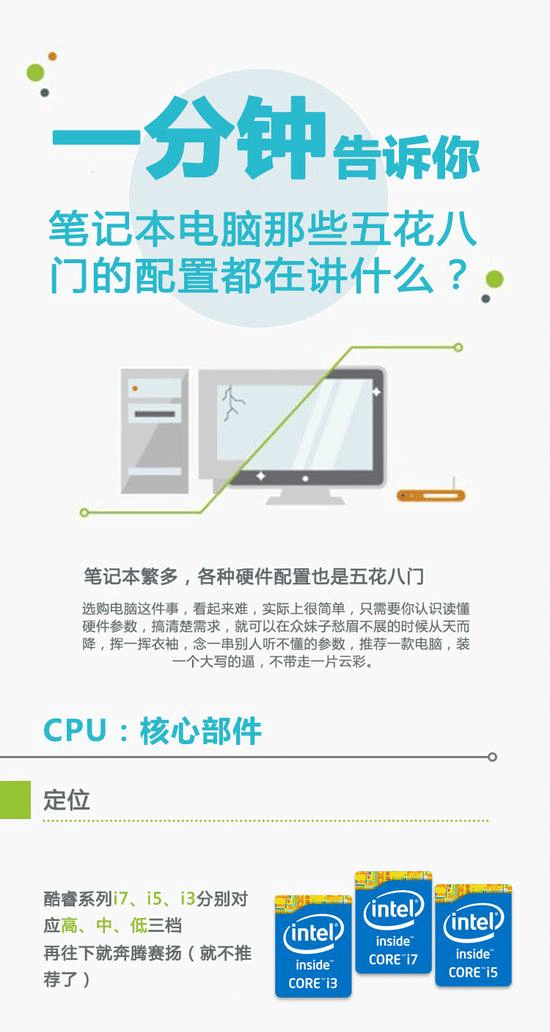 一分钟告诉你
笔记本电脑那些五花八
门的配置都在讲什么？
笔记本繁多，各种硬件配置也是五花八门
选购电脑这件事，看起来难，实际上很简单，只需要你认识读懂
硬件参数，搞清楚需求，就可以在众妹子愁眉不展的时候从天而
降，挥一挥衣袖，念一串别人听不懂的参数，推荐一款电脑，装
一个大写的逼，不带走一片云彩。
CPU：核心部件
定位
酷睿系列i7、i5、i3分别对
应高、中、低三档
再往下就奔腾赛扬（就不推
荐了）
intel
inside™
CORE™i3
intel
inside™
CORE™i7
intel
inside™
CORE™i5